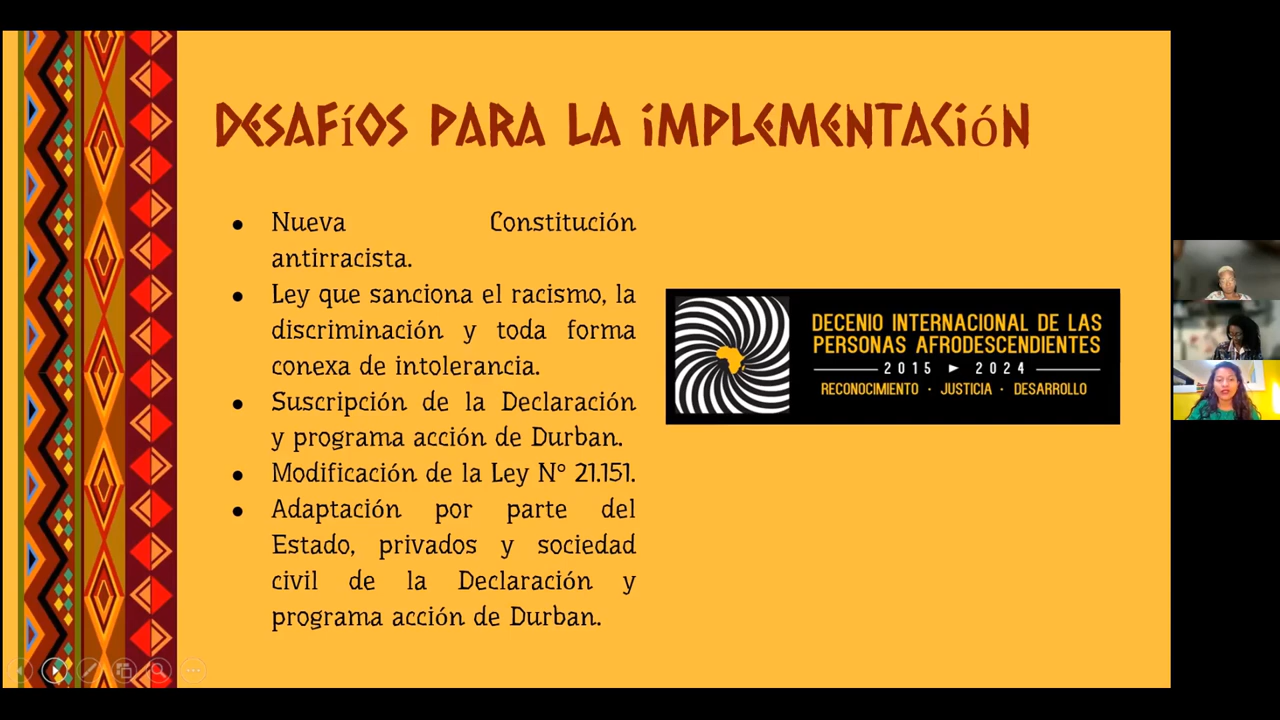 DESAFÍOS PARA LA IMPLEMENTACIÓN
● Nueva Constitución
antirracista.
● Ley que sanciona el racismo, la
discriminación y toda forma
conexa de intolerancia.
● Suscripción de la Declaración
y programa acción de Durban.
● Modificación de la Ley N° 21.151.
● Adaptación por parte del
Estado, privados y sociedad
civil de la Declaración y
programa acción de Durban.
DECENIO INTERNACIONAL DE LAS
PERSONAS AFRODESCENDIENTES
2015 ► 2024
RECONOCIMIENTO · JUSTICIA · DESARROLLO